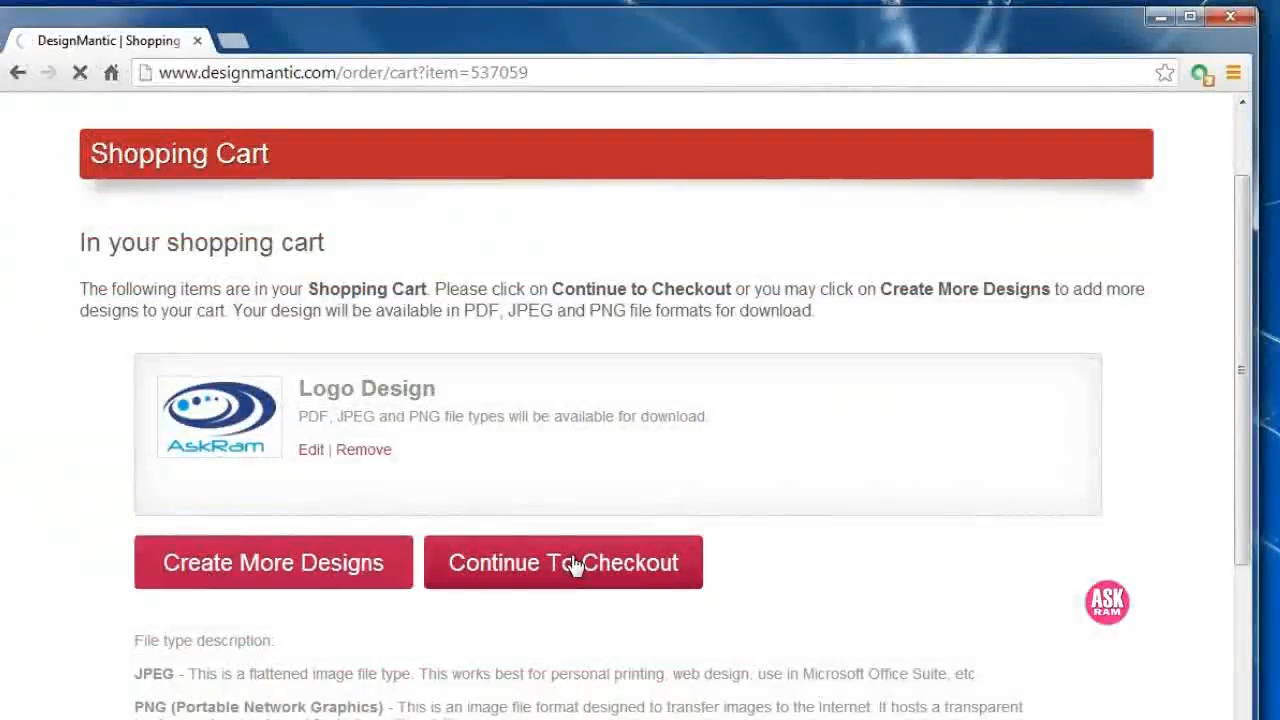 DesignMantic | Shopping
www.designmantic.com/order/cart?item=537059
Shopping Cart
In your shopping cart
The following items are in your Shopping Cart. Please click on Continue to Checkout or you may click on Create More Designs to add more
designs to your cart. Your design will be available in PDF, JPEG and PNG file formats for download.
Logo Design
PDF, JPEG and PNG file types will be available for download.
AskRam
Edit | Remove
Create More Designs
Continue To Checkout
ASK
RAM
File type description:
JPEG - This is a flattened image file type. This works best for personal printing, web design, use in Microsoft Office Suite, etc
PNG (Portable Network Graphics) - This is an image file format designed to transfer images to the Internet. It hosts a transparent